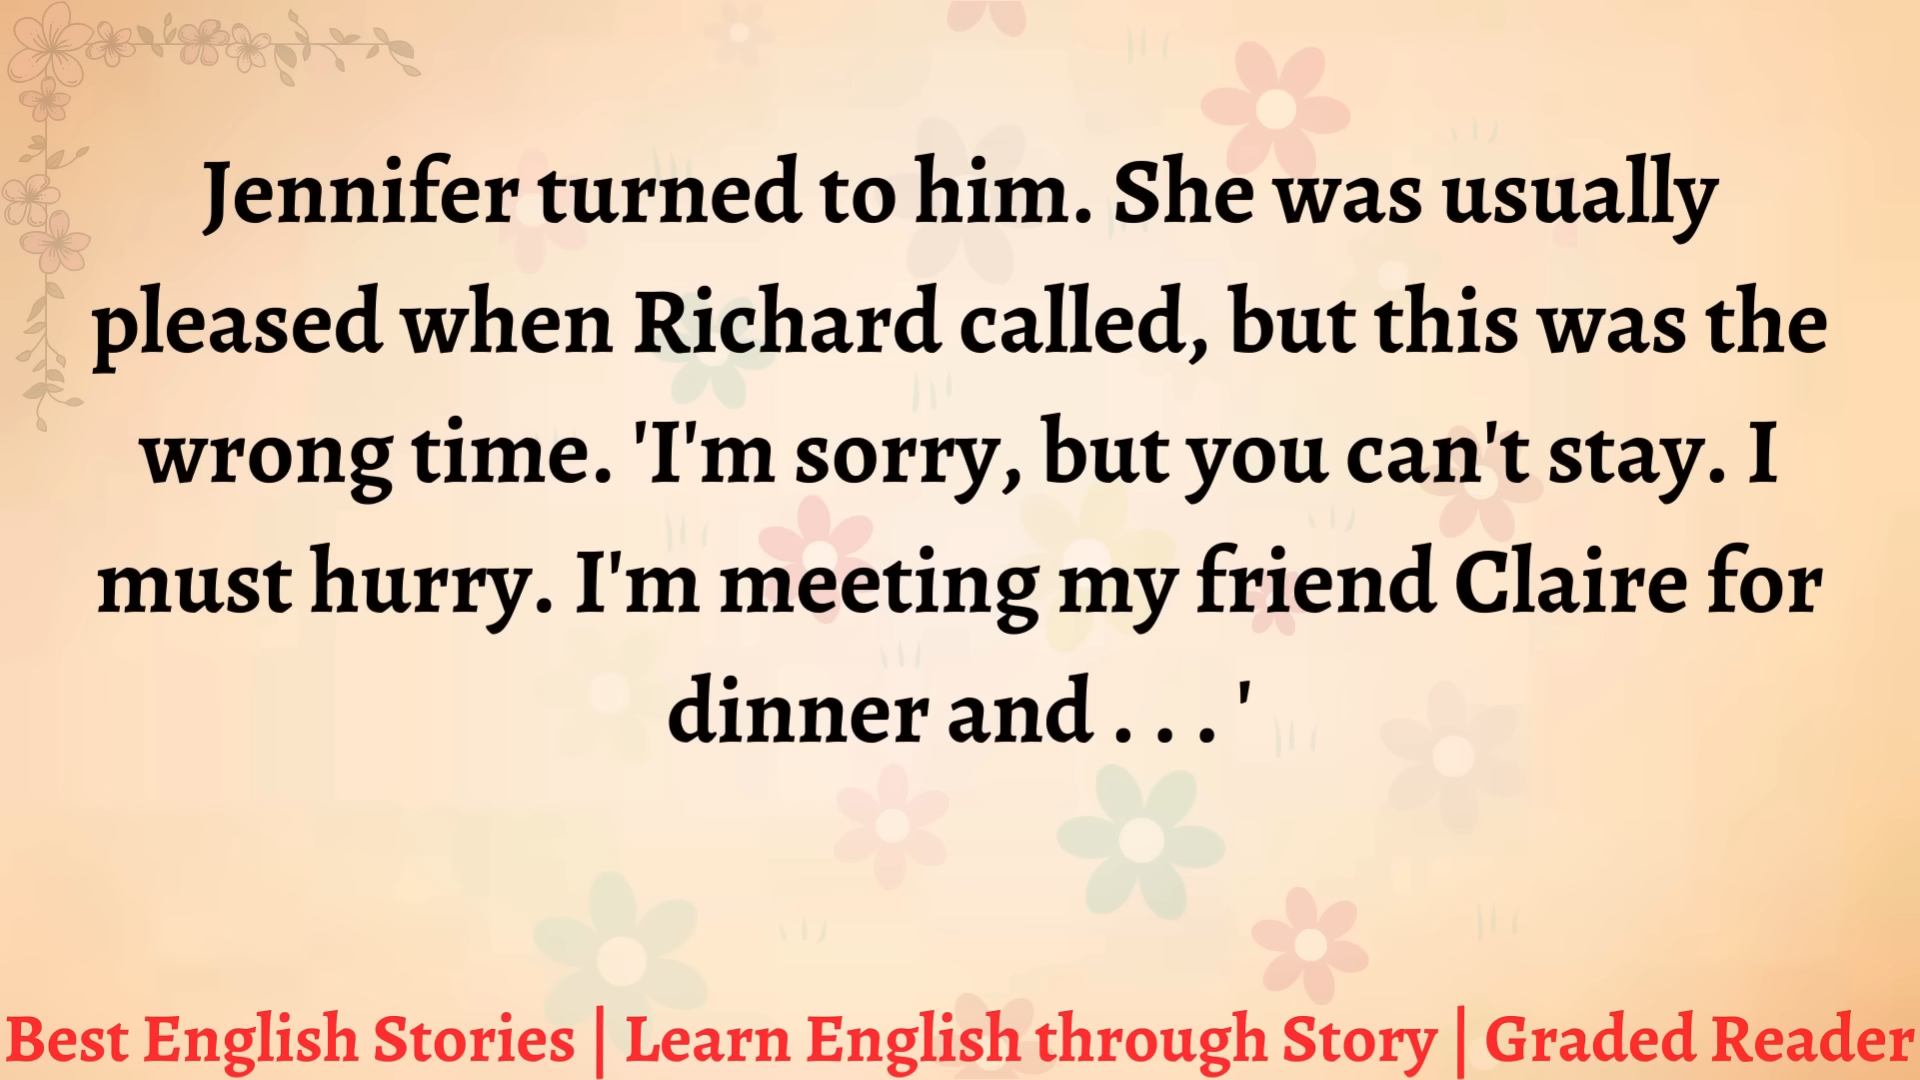 Jennifer turned to him. She was usually
pleased when Richard called, but this was the
wrong time. 'I'm sorry, but you can't stay. I
must hurry. I'm meeting my friend Claire for
dinner and . . . '
Best English Stories | Learn English through Story | Graded Reader